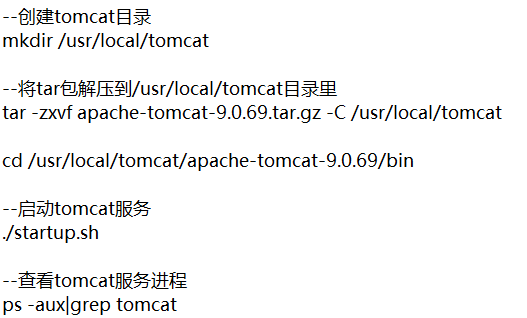 --创建tomcat目录
mkdir /usr/local/tomcat
--将tar包解压到/usr/local/tomcat目录里
tar -zxvf apache-tomcat-9.0.69.tar.gz -C /usr/local/tomcat
cd /usr/local/tomcat/apache-tomcat-9.0.69/bin
--启动tomcat服务
./startup.sh
--查看tomcat服务进程
ps -aux|grep tomcat